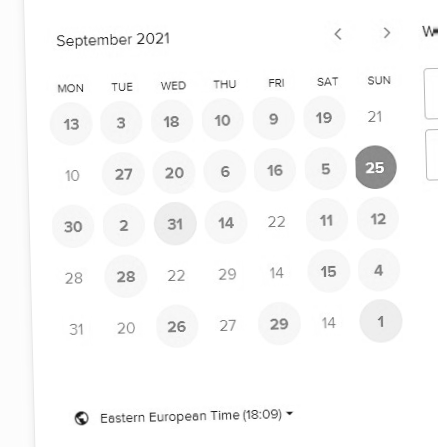 September 2021
MON TUE WED THU FRI SAT SUN
13 3 18 10 9 19 21
10 27 20 6 16 5 25
30 2 31 14 22 11 12
28 28 22 29 14 15 4
31 20 26 27 29 14 1
Eastern European Time (18:09)